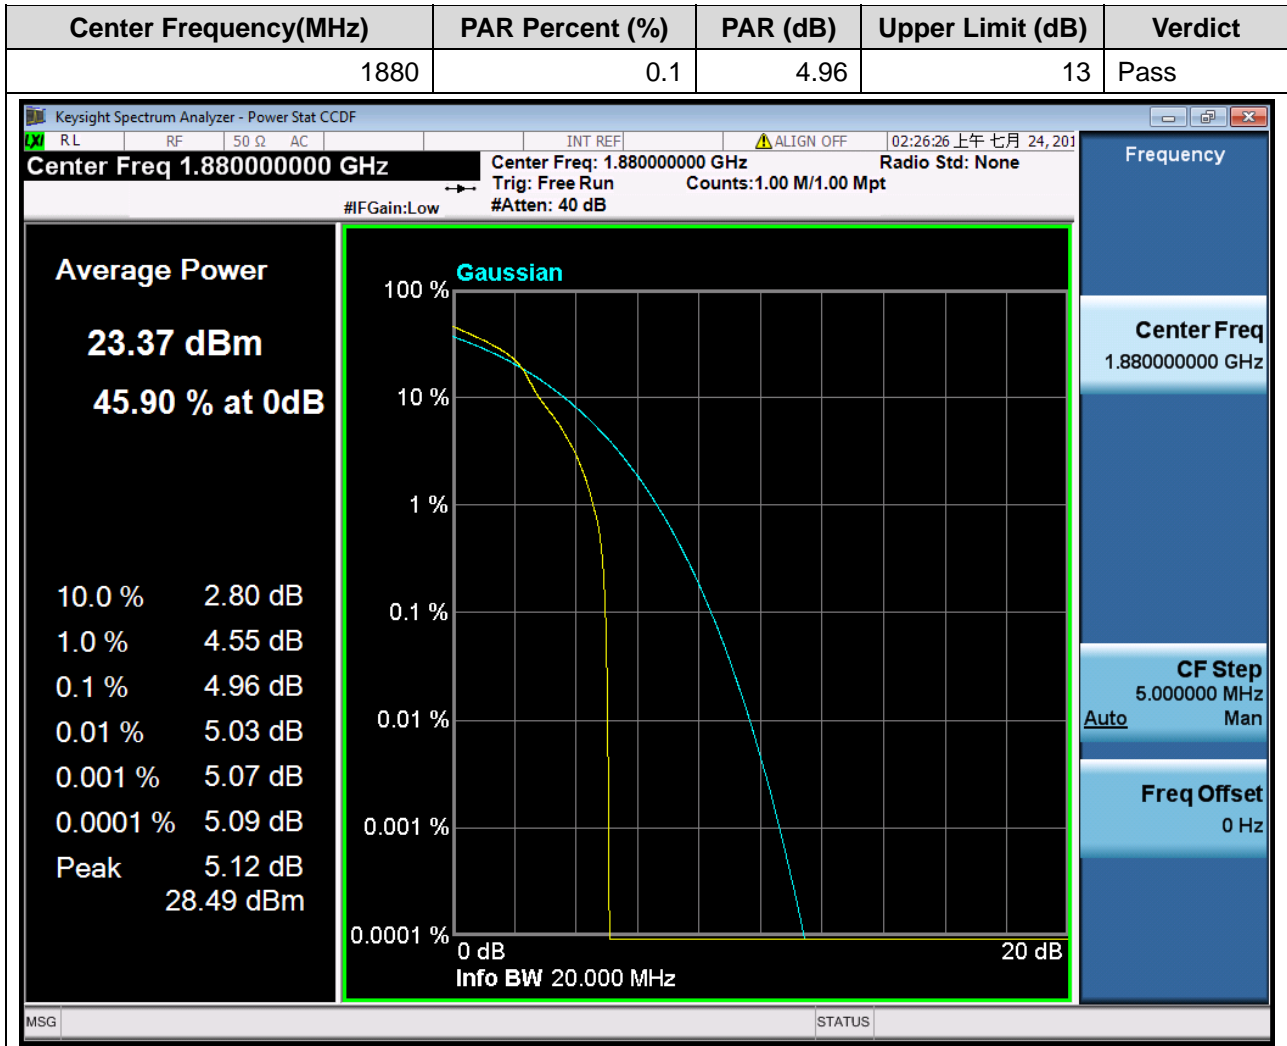 Center Frequency(MHz) PAR Percent (%) PAR (dB) Upper Limit (dB) Verdict
1880 0.1 4.96 13 Pass
Keysight Spectrum Analyzer - Power Stat CCDF
LXI RL RF 50 Ω AC INT REF ALIGN OFF 02:26:26 上午 七月 24, 201
Center Freq 1.880000000 GHz
Center Freq: 1.880000000 GHz Radio Std: None
Trig: Free Run Counts:1.00 M/1.00 Mpt
#IFGain:Low #Atten: 40 dB
Average Power
23.37 dBm
45.90 % at 0dB
10.0 % 2.80 dB
1.0 % 4.55 dB
0.1 % 4.96 dB
0.01 % 5.03 dB
0.001 % 5.07 dB
0.0001 % 5.09 dB
Peak 5.12 dB
28.49 dBm
Gaussian
100 %
10 %
1 %
0.1 %
0.01 %
0.001 %
0.0001 %
0 dB 20 dB
Info BW 20.000 MHz
Frequency
Center Freq
1.880000000 GHz
CF Step
5.000000 MHz
Auto Man
Freq Offset
0 Hz
MSG STATUS